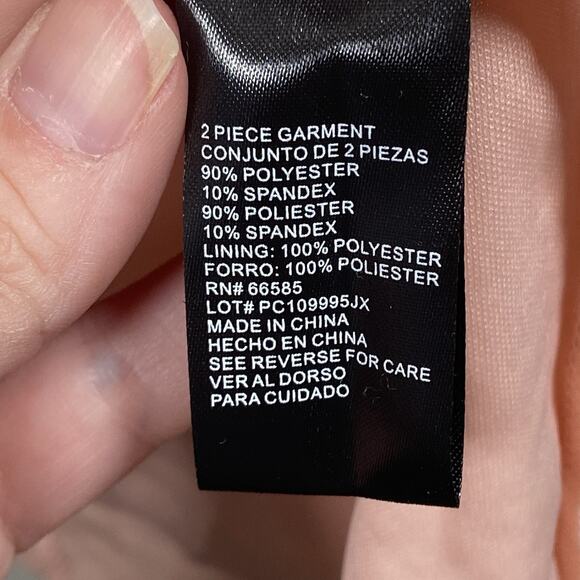 2 PIECE GARMENT
CONJUNTO DE 2 PIEZAS
90% POLYESTER
10% SPANDEX
90% POLIESTER
10% SPANDEX
LINING: 100% POLYESTER
FORRO: 100% POLIESTER
RN# 66585
LOT# PC109995JX
MADE IN CHINA
HECHO EN CHINA
SEE REVERSE FOR CARE
VER AL DORSO
PARA CUIDADO